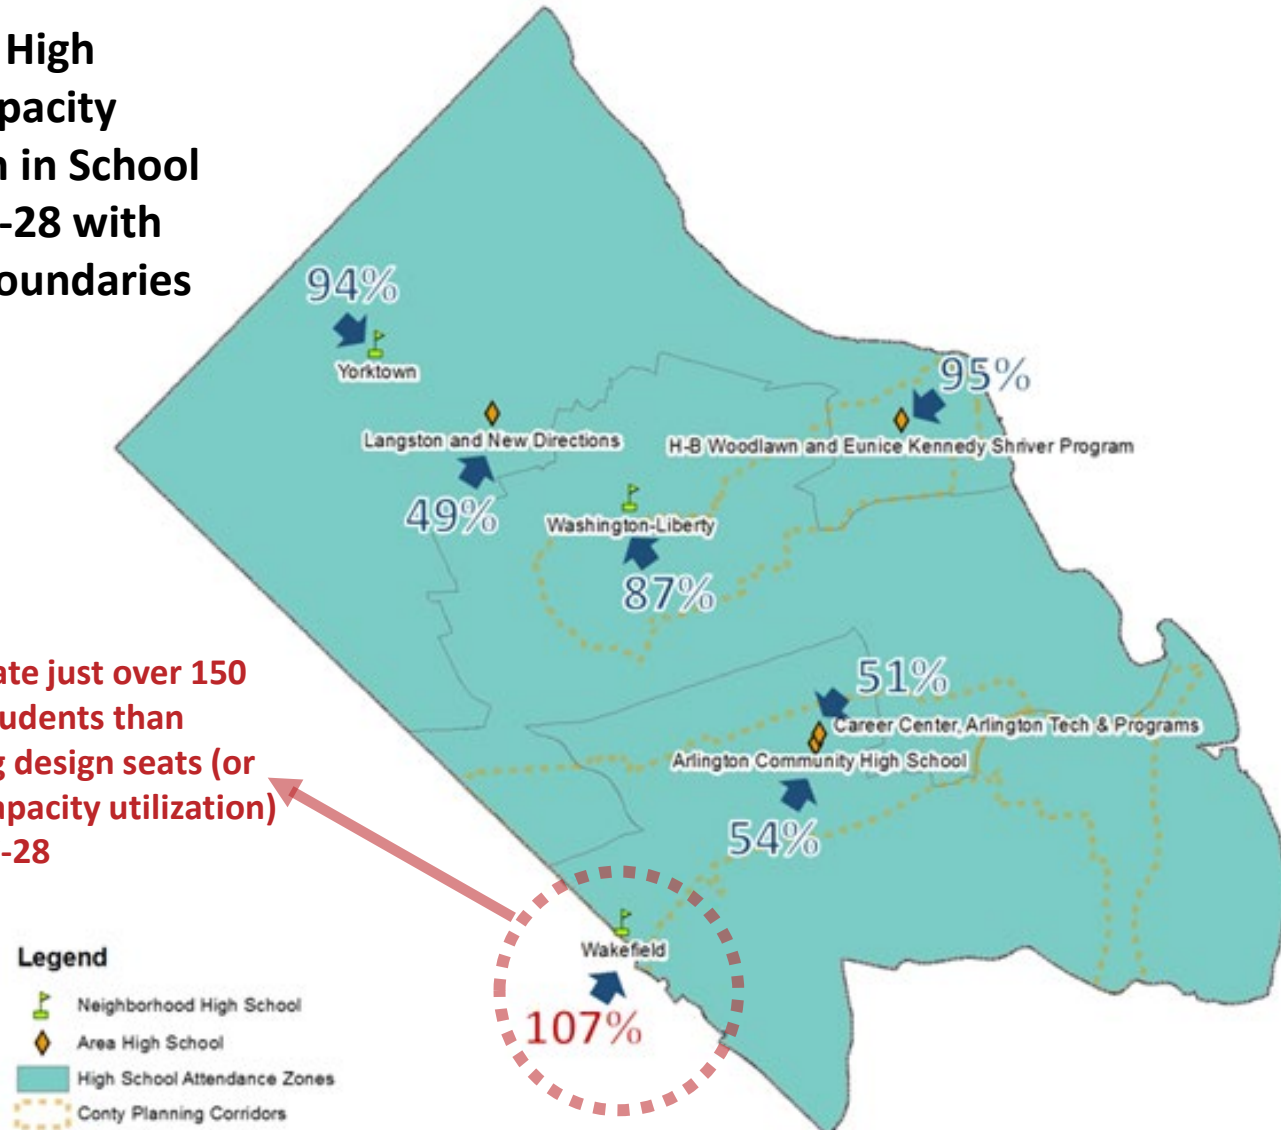 High
pacity
n in School
-28 with
oundaries
94%
Yorktown
95%
Langston and New Directions
H-B Woodlawn and Eunice Kennedy Shriver Program
49%
Washington-Liberty
87%
ate just over 150
tudents than
g design seats (or
apacity utilization)
-28
51%
Career Center, Arlington Tech & Programs
Arlington Community High School
54%
Wakefield
107%
Legend
Neighborhood High School
Area High School
High School Attendance Zones
Conty Planning Corridors